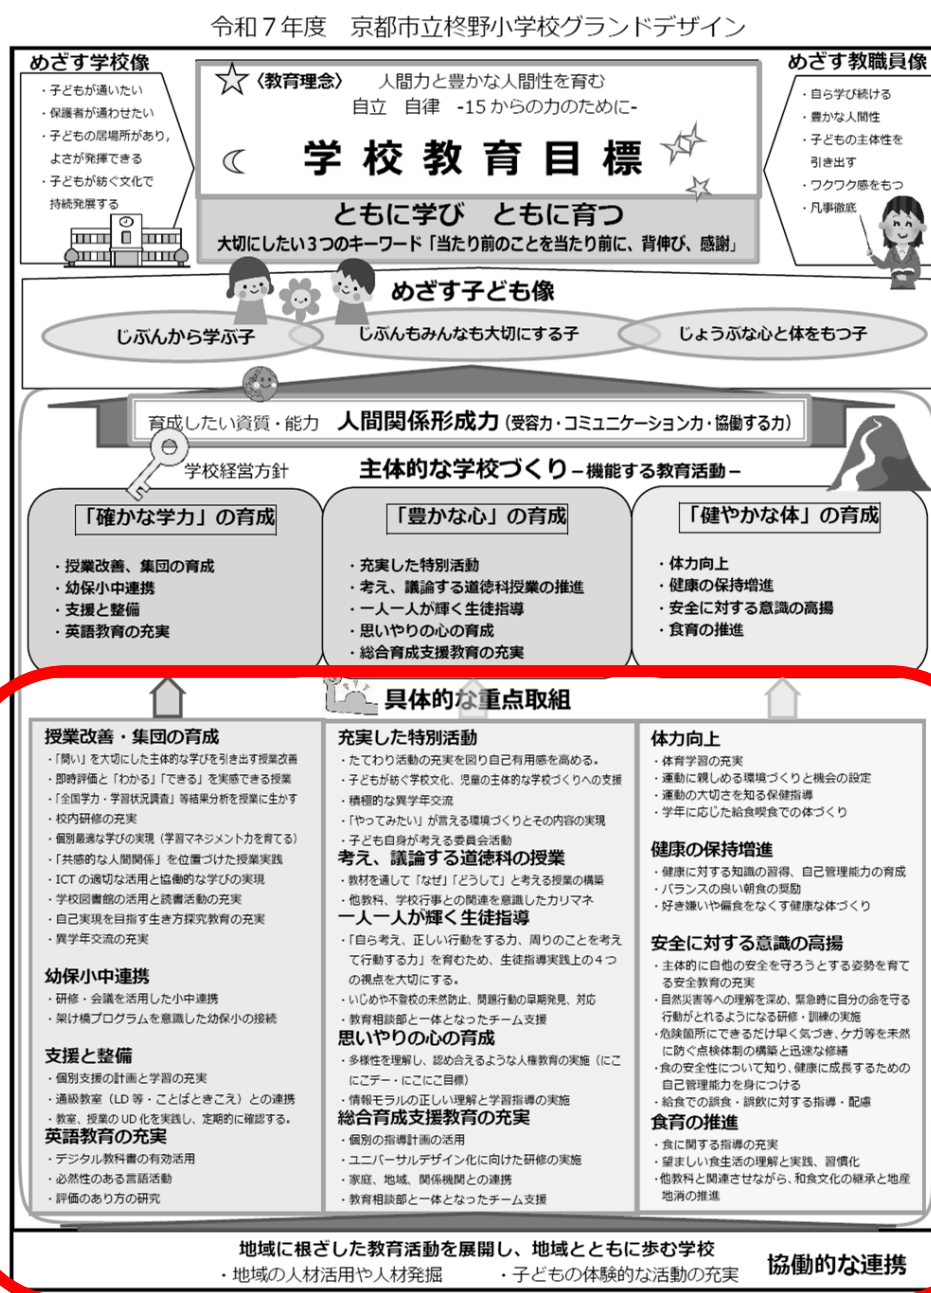 令和７年度　京都市立柊野小学校グランドデザイン
めざす学校像
・子どもが通いたい
・保護者が通わせたい
・子どもの居場所があり,
よさが発揮できる
・子どもが紡ぐ文化で
持続発展する
〈教育理念〉　人間力と豊かな人間性を育む
自立　自律　-15からの力のために-
学校教育目標
ともに学び　ともに育つ
大切にしたい３つのキーワード「当たり前のことを当たり前に、背伸び、感謝」
めざす教職員像
・自ら学び続ける
・豊かな人間性
・子どもの主体性を
引き出す
・ワクワク感をもつ
・凡事徹底
めざす子ども像
じぶんから学ぶ子
じぶんもみんなも大切にする子
じょうぶな心と体をもつ子
育成したい資質・能力　人間関係形成力（受容力・コミュニケーション力・協働する力）
学校経営方針　主体的な学校づくり－機能する教育活動－
「確かな学力」の育成
・授業改善、集団の育成
・幼保小中連携
・支援と整備
・英語教育の充実
「豊かな心」の育成
・充実した特別活動
・考え、議論する道徳科授業の推進
・一人一人が輝く生徒指導
・思いやりの心の育成
・総合育成支援教育の充実
「健やかな体」の育成
・体力向上
・健康の保持増進
・安全に対する意識の高揚
・食育の推進
具体的な重点取組
授業改善・集団の育成
・「問い」を大切にした主体的な学びを引き出す授業改善
・即時評価と「わかる」「できる」を実感できる授業
・「全国学力・学習状況調査」等結果分析を授業に生かす
・校内研修の充実
・個別最適な学びの実現（学習マネジメント力を育てる）
・「共感的な人間関係」を位置づけた授業実践
・ICTの適切な活用と協働的な学びの実現
・学校図書館の活用と読書活動の充実
・自己実現を目指す生き方探究教育の充実
・異学年交流の充実
幼保小中連携
・研修・会議を活用した小中連携
・架け橋プログラムを意識した幼保小の接続
支援と整備
・個別支援の計画と学習の充実
・通級教室（LD等・ことばときこえ）との連携
・教室、授業のUD化を実践し、定期的に確認する。
英語教育の充実
・デジタル教科書の有効活用
・必然性のある言語活動
・評価のあり方の研究
充実した特別活動
・たてわり活動の充実を図り自己有用感を高める。
・子どもが紡ぐ学校文化、児童の主体的な学校づくりへの支援
・積極的な異学年交流
・「やってみたい」が言える環境づくりとその内容の実現
・子ども自身が考える委員会活動
考え、議論する道徳科の授業
・教材を通して「なぜ」「どうして」と考える授業の構築
・他教科、学校行事との関連を意識したカリマネ
一人一人が輝く生徒指導
・「自ら考え、正しい行動をする力、周りのことを考え
て行動する力」を育むため、生徒指導実践上の４つ
の視点を大切にする。
・いじめや不登校の未然防止、問題行動の早期発見、対応
・教育相談部と一体となったチーム支援
思いやりの心の育成
・多様性を理解し、認め合えるような人権教育の実施（にこ
にこデー・にこにこ目標）
・情報モラルの正しい理解と学習指導の実施
総合育成支援教育の充実
・個別の指導計画の活用
・ユニバーサルデザイン化に向けた研修の実施
・家庭、地域、関係機関との連携
・教育相談部と一体となったチーム支援
体力向上
・体育学習の充実
・運動に親しめる環境づくりと機会の設定
・運動の大切さを知る保健指導
・学年に応じた給食喫食での体づくり
健康の保持増進
・健康に対する知識の習得、自己管理能力の育成
・バランスの良い朝食の奨励
・好き嫌いや偏食をなくす健康な体づくり
安全に対する意識の高揚
・主体的に自他の安全を守ろうとする姿勢を育て
る安全教育の充実
・自然災害等への理解を深め、緊急時に自分の命を守る
行動がとれるようになる研修・訓練の実施
・危険箇所にできるだけ早く気づき、ケガ等を未然
に防ぐ点検体制の構築と迅速な修繕
・食の安全性について知り、健康に成長するための
自己管理能力を身につける
・給食での誤食・誤飲に対する指導・配慮
食育の推進
・食に関する指導の充実
・望ましい食生活の理解と実践、習慣化
・他教科と関連させながら、和食文化の継承と地産
地消の推進
地域に根ざした教育活動を展開し、地域とともに歩む学校
・地域の人材活用や人材発掘　・子どもの体験的な活動の充実
協働的な連携